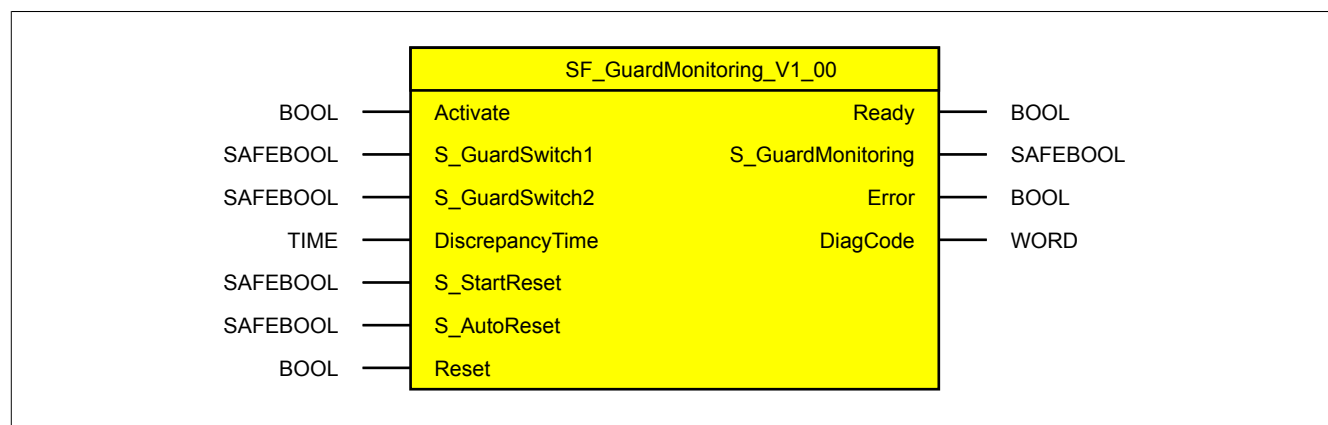 SF_GuardMonitoring_V1_00
BOOL Activate Ready BOOL
SAFEBOOL S_GuardSwitch1 S_GuardMonitoring SAFEBOOL
SAFEBOOL S_GuardSwitch2 Error BOOL
TIME DiscrepancyTime DiagCode WORD
SAFEBOOL S_StartReset
SAFEBOOL S_AutoReset
BOOL Reset